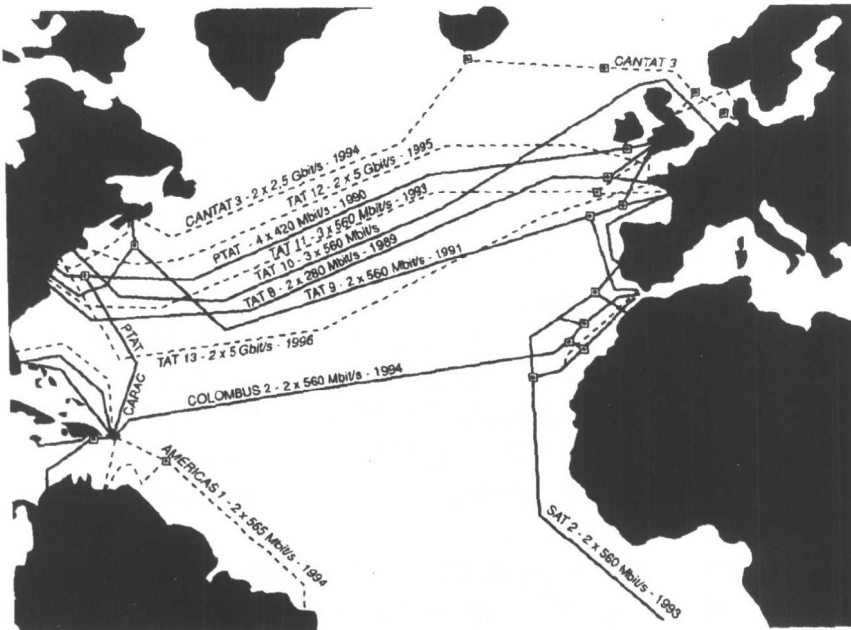 CANTAT 3
CANTAT 3 - 2 x 2,5 Gbit/s - 1994
TAT 12 - 2 x 5 Gbit/s - 1995
PTAT - 4 x 420 Mbit/s - 1990
TAT 11 - 3 x 560 Mbit/s - 1993
TAT 10 - 3 x 560 Mbit/s
TAT 8 - 2 x 280 Mbit/s - 1989
TAT 9 - 2 x 560 Mbit/s - 1991
PTAT
TAT 13 - 2 x 5 Gbit/s - 1996
CARAC
COLOMBUS 2 - 2 x 560 Mbit/s - 1994
AMERICAS 1 - 2 x 565 Mbit/s - 1994
SAT 2 - 2 x 560 Mbit/s - 1993